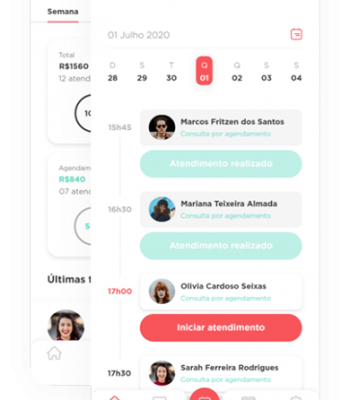 Semana
Total
R$1560
12 atend
10
Agendam
R$840
07 atenc
5
Últimas t
01 Julho 2020
D S T Q Q S S
28 29 30 01 02 03 04
15h45
Marcos Fritzen dos Santos
Consulta por agendamento
Atendimento realizado
16h30
Mariana Teixeira Almada
Consulta por agendamento
Atendimento realizado
17h00
Olivia Cardoso Seixas
Consulta por agendamento
Iniciar atendimento
17h30
Sarah Ferreira Rodrigues
Consulta por agendamento